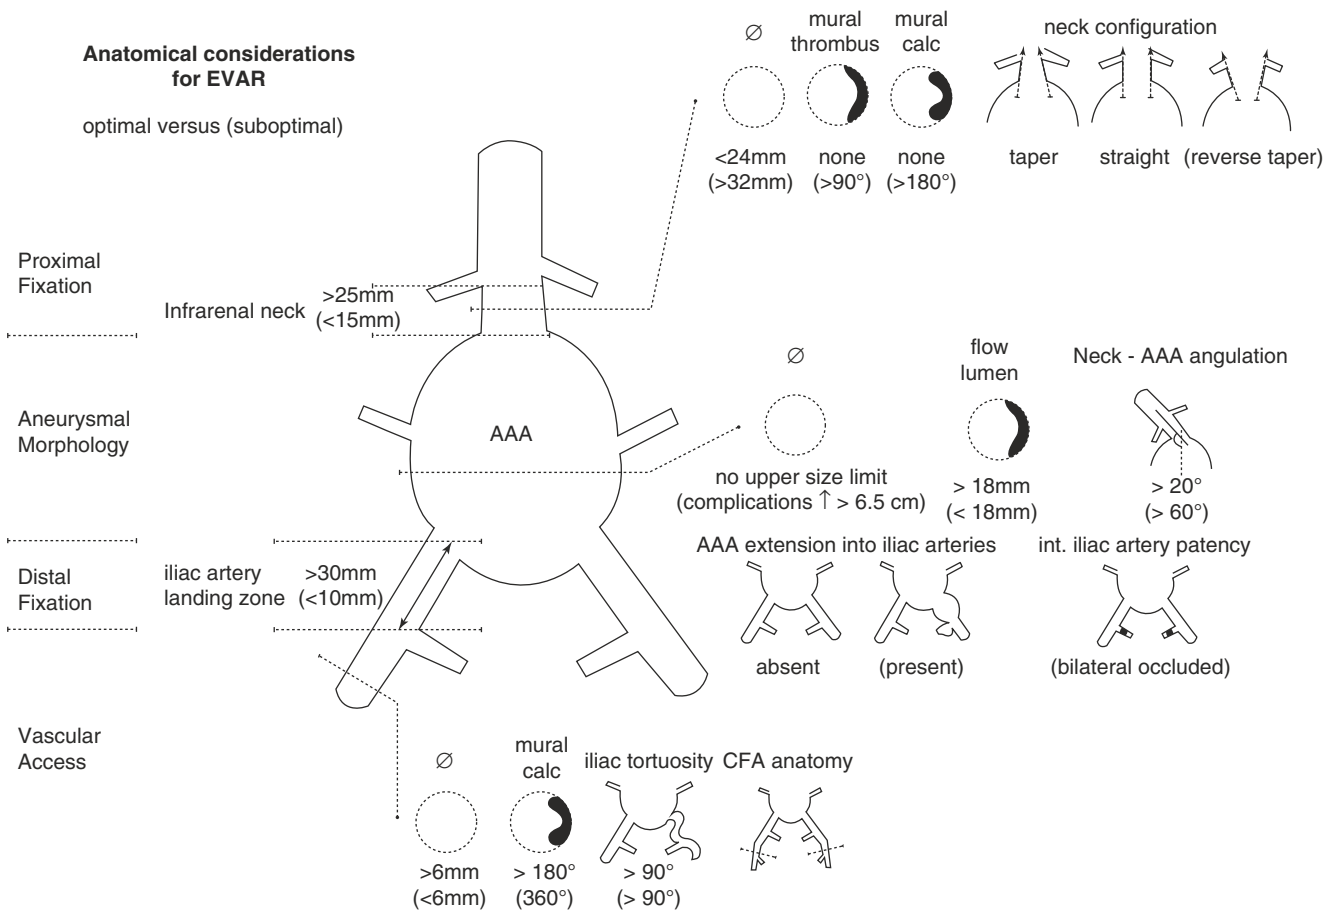 Anatomical considerations
for EVAR
optimal versus (suboptimal)
∅
mural
thrombus
mural
calc
neck configuration
<24mm
(>32mm)
none
(>90°)
none
(>180°)
taper
straight
(reverse taper)
Proximal
Fixation
Infrarenal neck
>25mm
(<15mm)
Aneurysmal
Morphology
AAA
∅
flow
lumen
Neck - AAA angulation
no upper size limit
(complications ↑ > 6.5 cm)
> 18mm
(< 18mm)
> 20°
(> 60°)
Distal
Fixation
iliac artery
landing zone
>30mm
(<10mm)
AAA extension into iliac arteries
int. iliac artery patency
absent
(present)
(bilateral occluded)
Vascular
Access
∅
mural
calc
iliac tortuosity
CFA anatomy
>6mm
(<6mm)
> 180°
(360°)
> 90°
(> 90°)